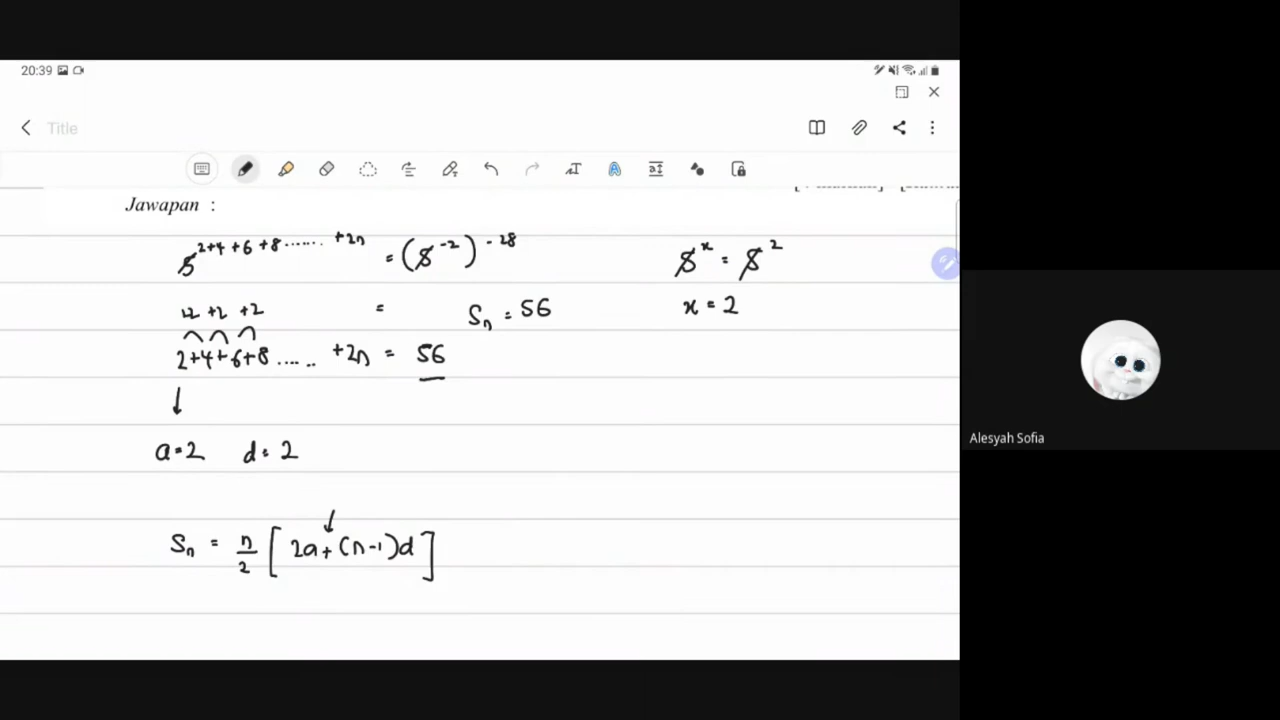 20:39
Title
Jawapan :
5^2+4+6+8...... +2n = (5^-2)^-28
5^x = 5^2
+2 +2 +2 = Sn = 56
x = 2
2+4+6+8...... +2n = 56
↓
a=2 d=2
Sn = n/2 [2a+(n-1)d]
Alesyah Sofia